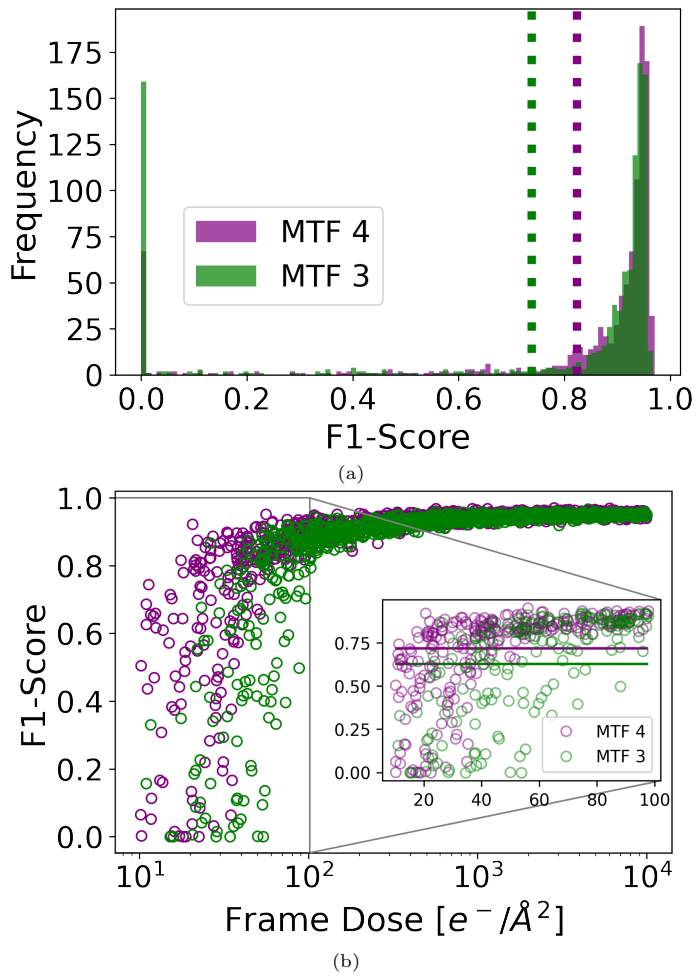 175
150
125
100
75
50
25
0
Frequency
MTF 4
MTF 3
0.0 0.2 0.4 0.6 0.8 1.0
F1-Score
(a)
1.0
0.8
0.6
0.4
0.2
0.0
F1-Score
0.75
0.50
0.25
0.00
MTF 4
MTF 3
20 40 60 80 100
10¹ 10² 10³ 10⁴
Frame Dose [e⁻/Å²]
(b)